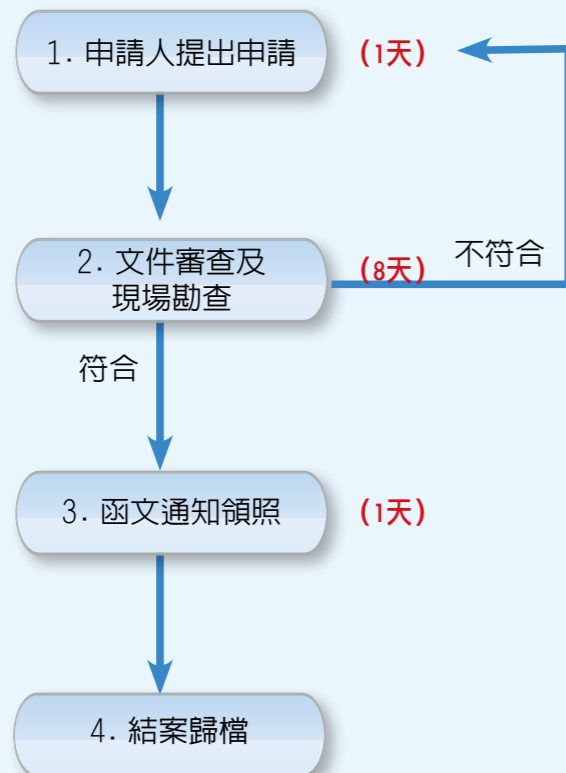 1. 申請人提出申請 (1天)
2. 文件審查及
現場勘查
(8天) 不符合
符合
3. 函文通知領照 (1天)
4. 結案歸檔